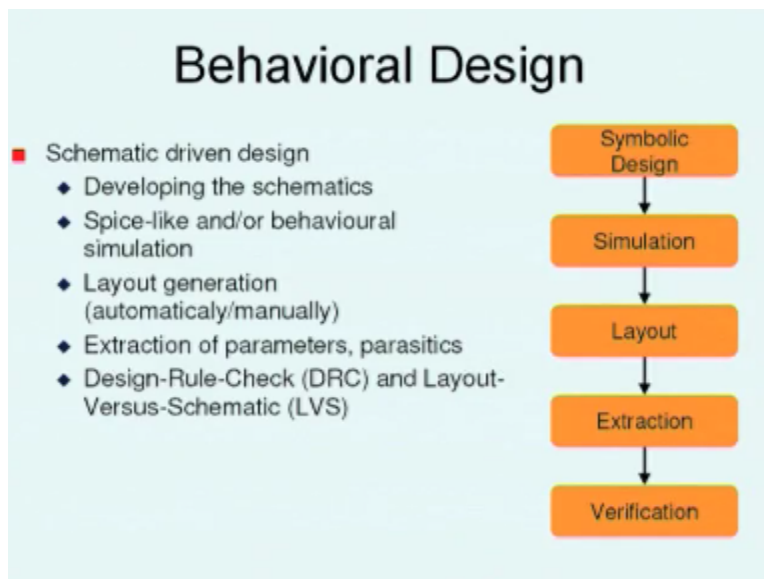 Behavioral Design
Schematic driven design
Developing the schematics
Spice-like and/or behavioural
simulation
Layout generation
(automaticaly/manually)
Extraction of parameters, parasitics
Design-Rule-Check (DRC) and Layout-
Versus-Schematic (LVS)
Symbolic
Design
Simulation
Layout
Extraction
Verification